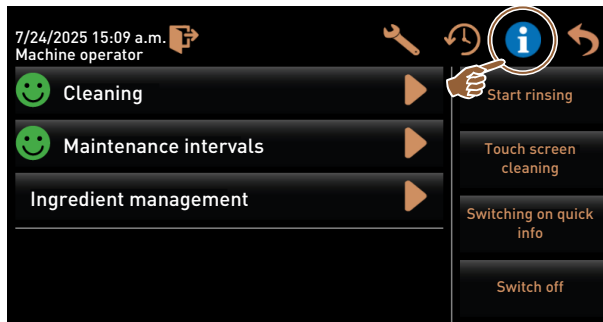 7/24/2025 15:09 a.m.
Machine operator
Cleaning
Maintenance intervals
Ingredient management
i
Start rinsing
Touch screen
cleaning
Switching on quick
info
Switch off